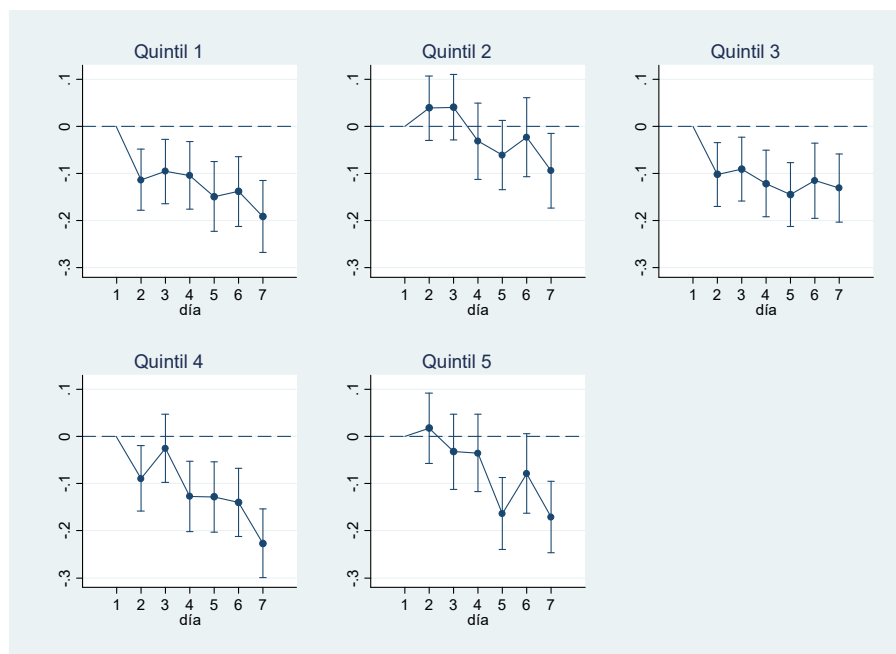 Quintil 1
.1
0
-.1
-.2
-.3
1 2 3 4 5 6 7
día
Quintil 2
.1
0
-.1
-.2
-.3
1 2 3 4 5 6 7
día
Quintil 3
.1
0
-.1
-.2
-.3
1 2 3 4 5 6 7
día
Quintil 4
.1
0
-.1
-.2
-.3
1 2 3 4 5 6 7
día
Quintil 5
.1
0
-.1
-.2
-.3
1 2 3 4 5 6 7
día